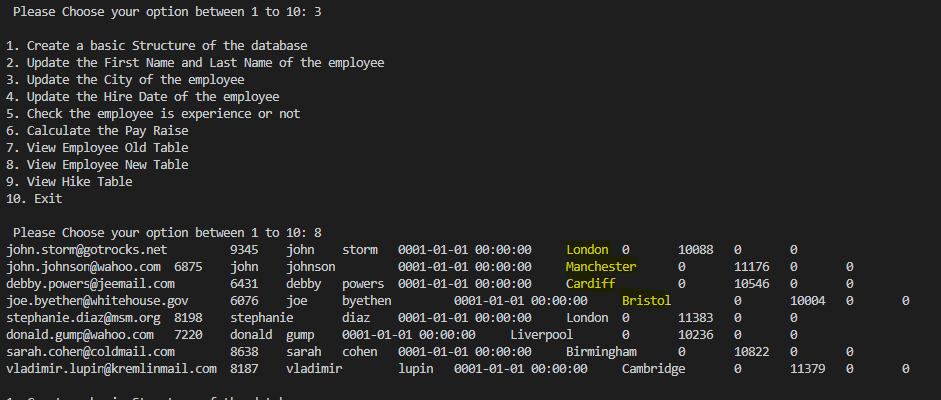 Please Choose your option between 1 to 10: 3
1. Create a basic Structure of the database
2. Update the First Name and Last Name of the employee
3. Update the City of the employee
4. Update the Hire Date of the employee
5. Check the employee is experience or not
6. Calculate the Pay Raise
7. View Employee Old Table
8. View Employee New Table
9. View Hike Table
10. Exit
Please Choose your option between 1 to 10: 8
john.storm@gotrocks.net 9345 john storm 0001-01-01 00:00:00 London 0 10088 0 0
john.johnson@wahoo.com 6875 john johnson 0001-01-01 00:00:00 Manchester 0 11176 0 0
debby.powers@jeemail.com 6431 debby powers 0001-01-01 00:00:00 Cardiff 0 10546 0 0
joe.byethen@whitehouse.gov 6076 joe byethen 0001-01-01 00:00:00 Bristol 0 10004 0 0
stephanie.diaz@msm.org 8198 stephanie diaz 0001-01-01 00:00:00 London 0 11383 0 0
donald.gump@wahoo.com 7220 donald gump 0001-01-01 00:00:00 Liverpool 0 10236 0 0
sarah.cohen@coldmail.com 8638 sarah cohen 0001-01-01 00:00:00 Birmingham 0 10822 0 0
vladimir.lupin@kremlinmail.com 8187 vladimir lupin 0001-01-01 00:00:00 Cambridge 0 11379 0 0